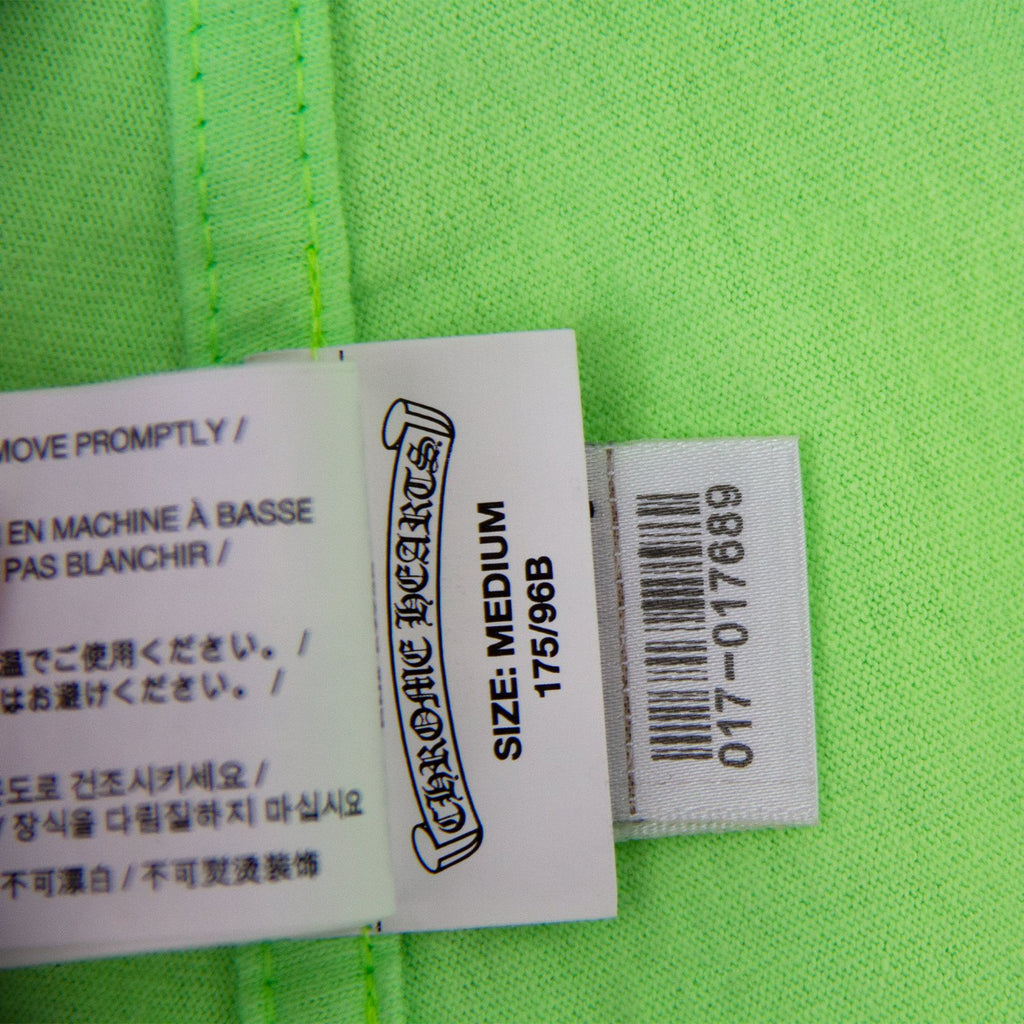 MOVE PROMPTLY /
EN MACHINE À BASSE
PAS BLANCHIR /
温でご使用ください。 /
はお避けください。 /
도로 건조시키세요 /
/ 장식을 다림질하지 마십시요
不可漂白 / 不可熨烫装饰
CHROME HEARTS
SIZE: MEDIUM
175/96B
017-017689